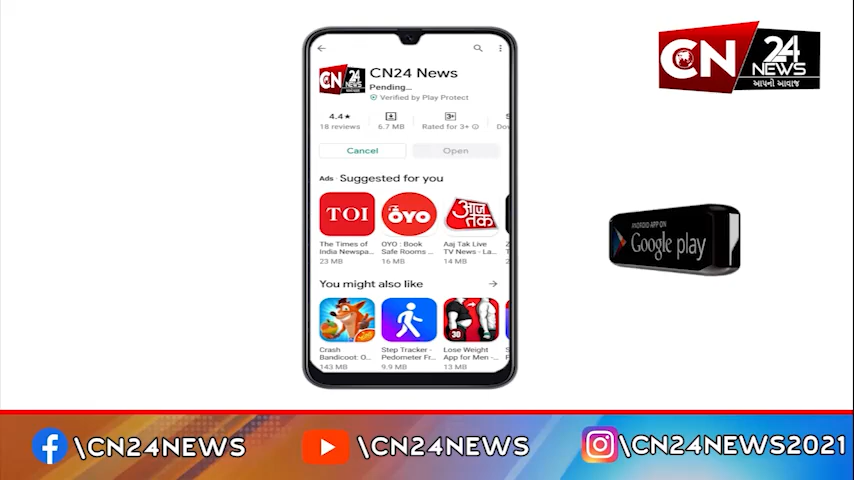 CN24 News
Pending...
Verified by Play Protect
4.4★
18 reviews
6.7 MB
3+
Rated for 3+
Cancel
Open
Ads · Suggested for you
TOI
ÖYO
आज तक
The Times of
India Newspa...
23 MB
OYO : Book
Safe Rooms ...
16 MB
Aaj Tak Live
TV News - La...
14 MB
You might also like
30
Crash
Bandicoot: O...
143 MB
Step Tracker -
Pedometer Fr...
9.9 MB
Lose Weight
App for Men -...
13 MB
CN 24
NEWS
આપનો આવાજ
ANDROID APP ON
Google play
\CN24NEWS
\CN24NEWS
\CN24NEWS2021